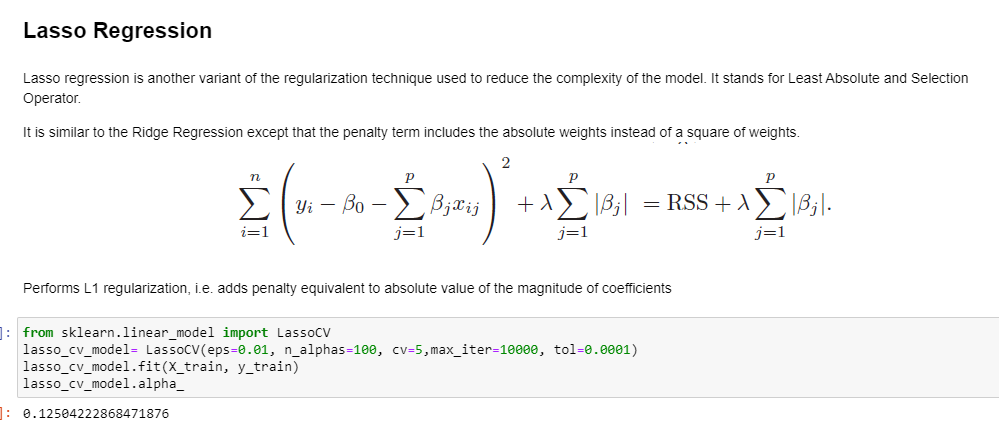 Lasso Regression
Lasso regression is another variant of the regularization technique used to reduce the complexity of the model. It stands for Least Absolute and Selection
Operator.
It is similar to the Ridge Regression except that the penalty term includes the absolute weights instead of a square of weights.
\sum_{i=1}^{n} \left( y_i - \beta_0 - \sum_{j=1}^{p} \beta_j x_{ij} \right)^2 + \lambda \sum_{j=1}^{p} |\beta_j| = \text{RSS} + \lambda \sum_{j=1}^{p} |\beta_j|.
Performs L1 regularization, i.e. adds penalty equivalent to absolute value of the magnitude of coefficients
]: from sklearn.linear_model import LassoCV
lasso_cv_model= LassoCV(eps=0.01, n_alphas=100, cv=5,max_iter=10000, tol=0.0001)
lasso_cv_model.fit(X_train, y_train)
lasso_cv_model.alpha_
]: 0.12504222868471876